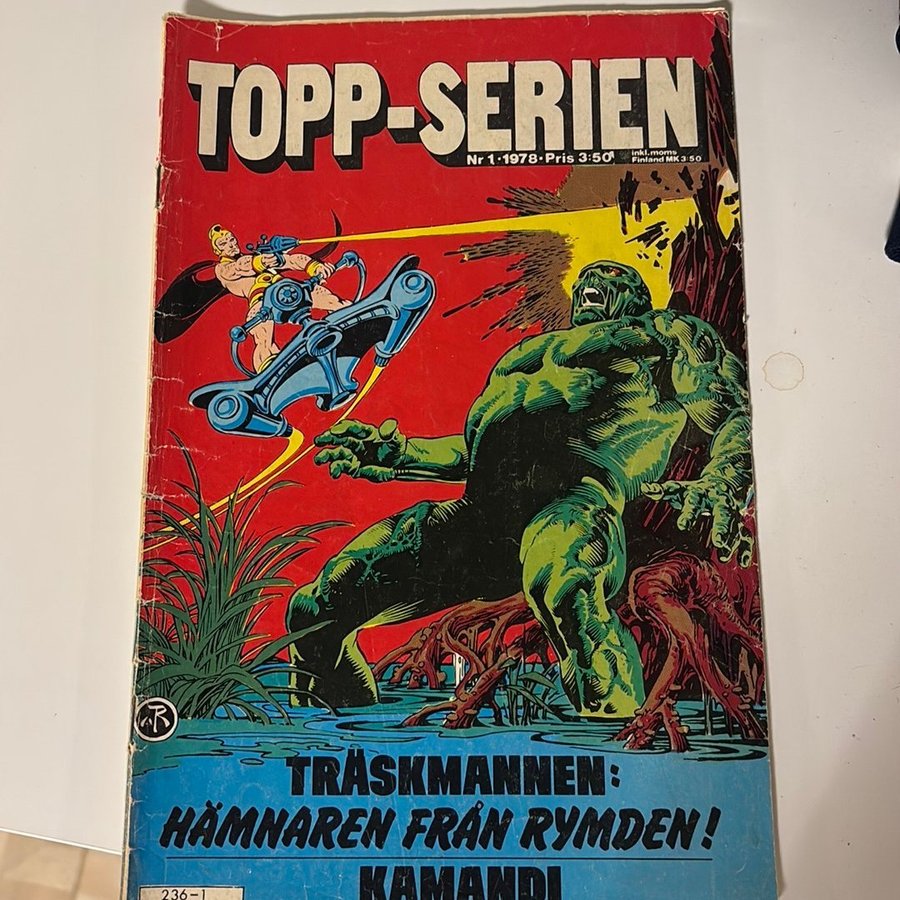 TOPP-SERIEN
Nr 1·1978·Pris 3:50
inkl. moms
Finland MK 3:50
TRÄSKMANNEN:
HÄMNAREN FRÅN RYMDEN!
KAMANDI
236-1